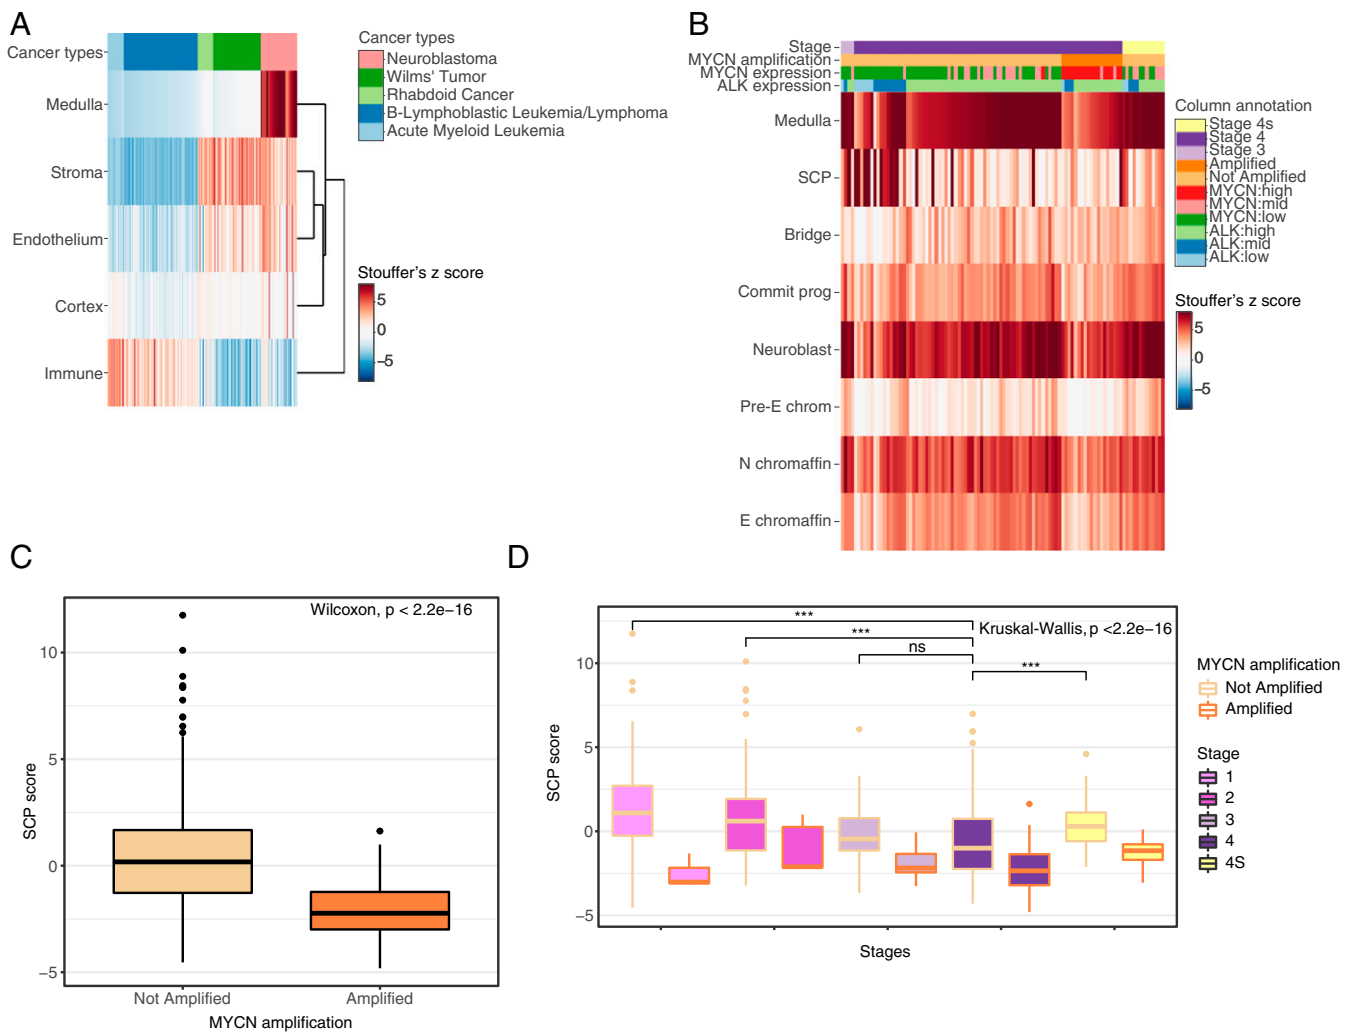 A
Cancer types
Medulla
Stroma
Endothelium
Cortex
Immune
Cancer types
Neuroblastoma
Wilms' Tumor
Rhabdoid Cancer
B-Lymphoblastic Leukemia/Lymphoma
Acute Myeloid Leukemia
Stouffer's z score
5
0
−5
B
Stage
MYCN amplification
MYCN expression
ALK expression
Medulla
SCP
Bridge
Commit prog
Neuroblast
Pre-E chrom
N chromaffin
E chromaffin
Column annotation
Stage 4s
Stage 4
Stage 3
Amplified
Not Amplified
MYCN:high
MYCN:mid
MYCN:low
ALK:high
ALK:mid
ALK:low
Stouffer's z score
5
0
−5
C
Wilcoxon, p < 2.2e−16
10
5
0
−5
SCP score
Not Amplified
Amplified
MYCN amplification
D
***
***
ns
***
Kruskal-Wallis, p <2.2e−16
10
5
0
−5
SCP score
Stages
MYCN amplification
Not Amplified
Amplified
Stage
1
2
3
4
4S